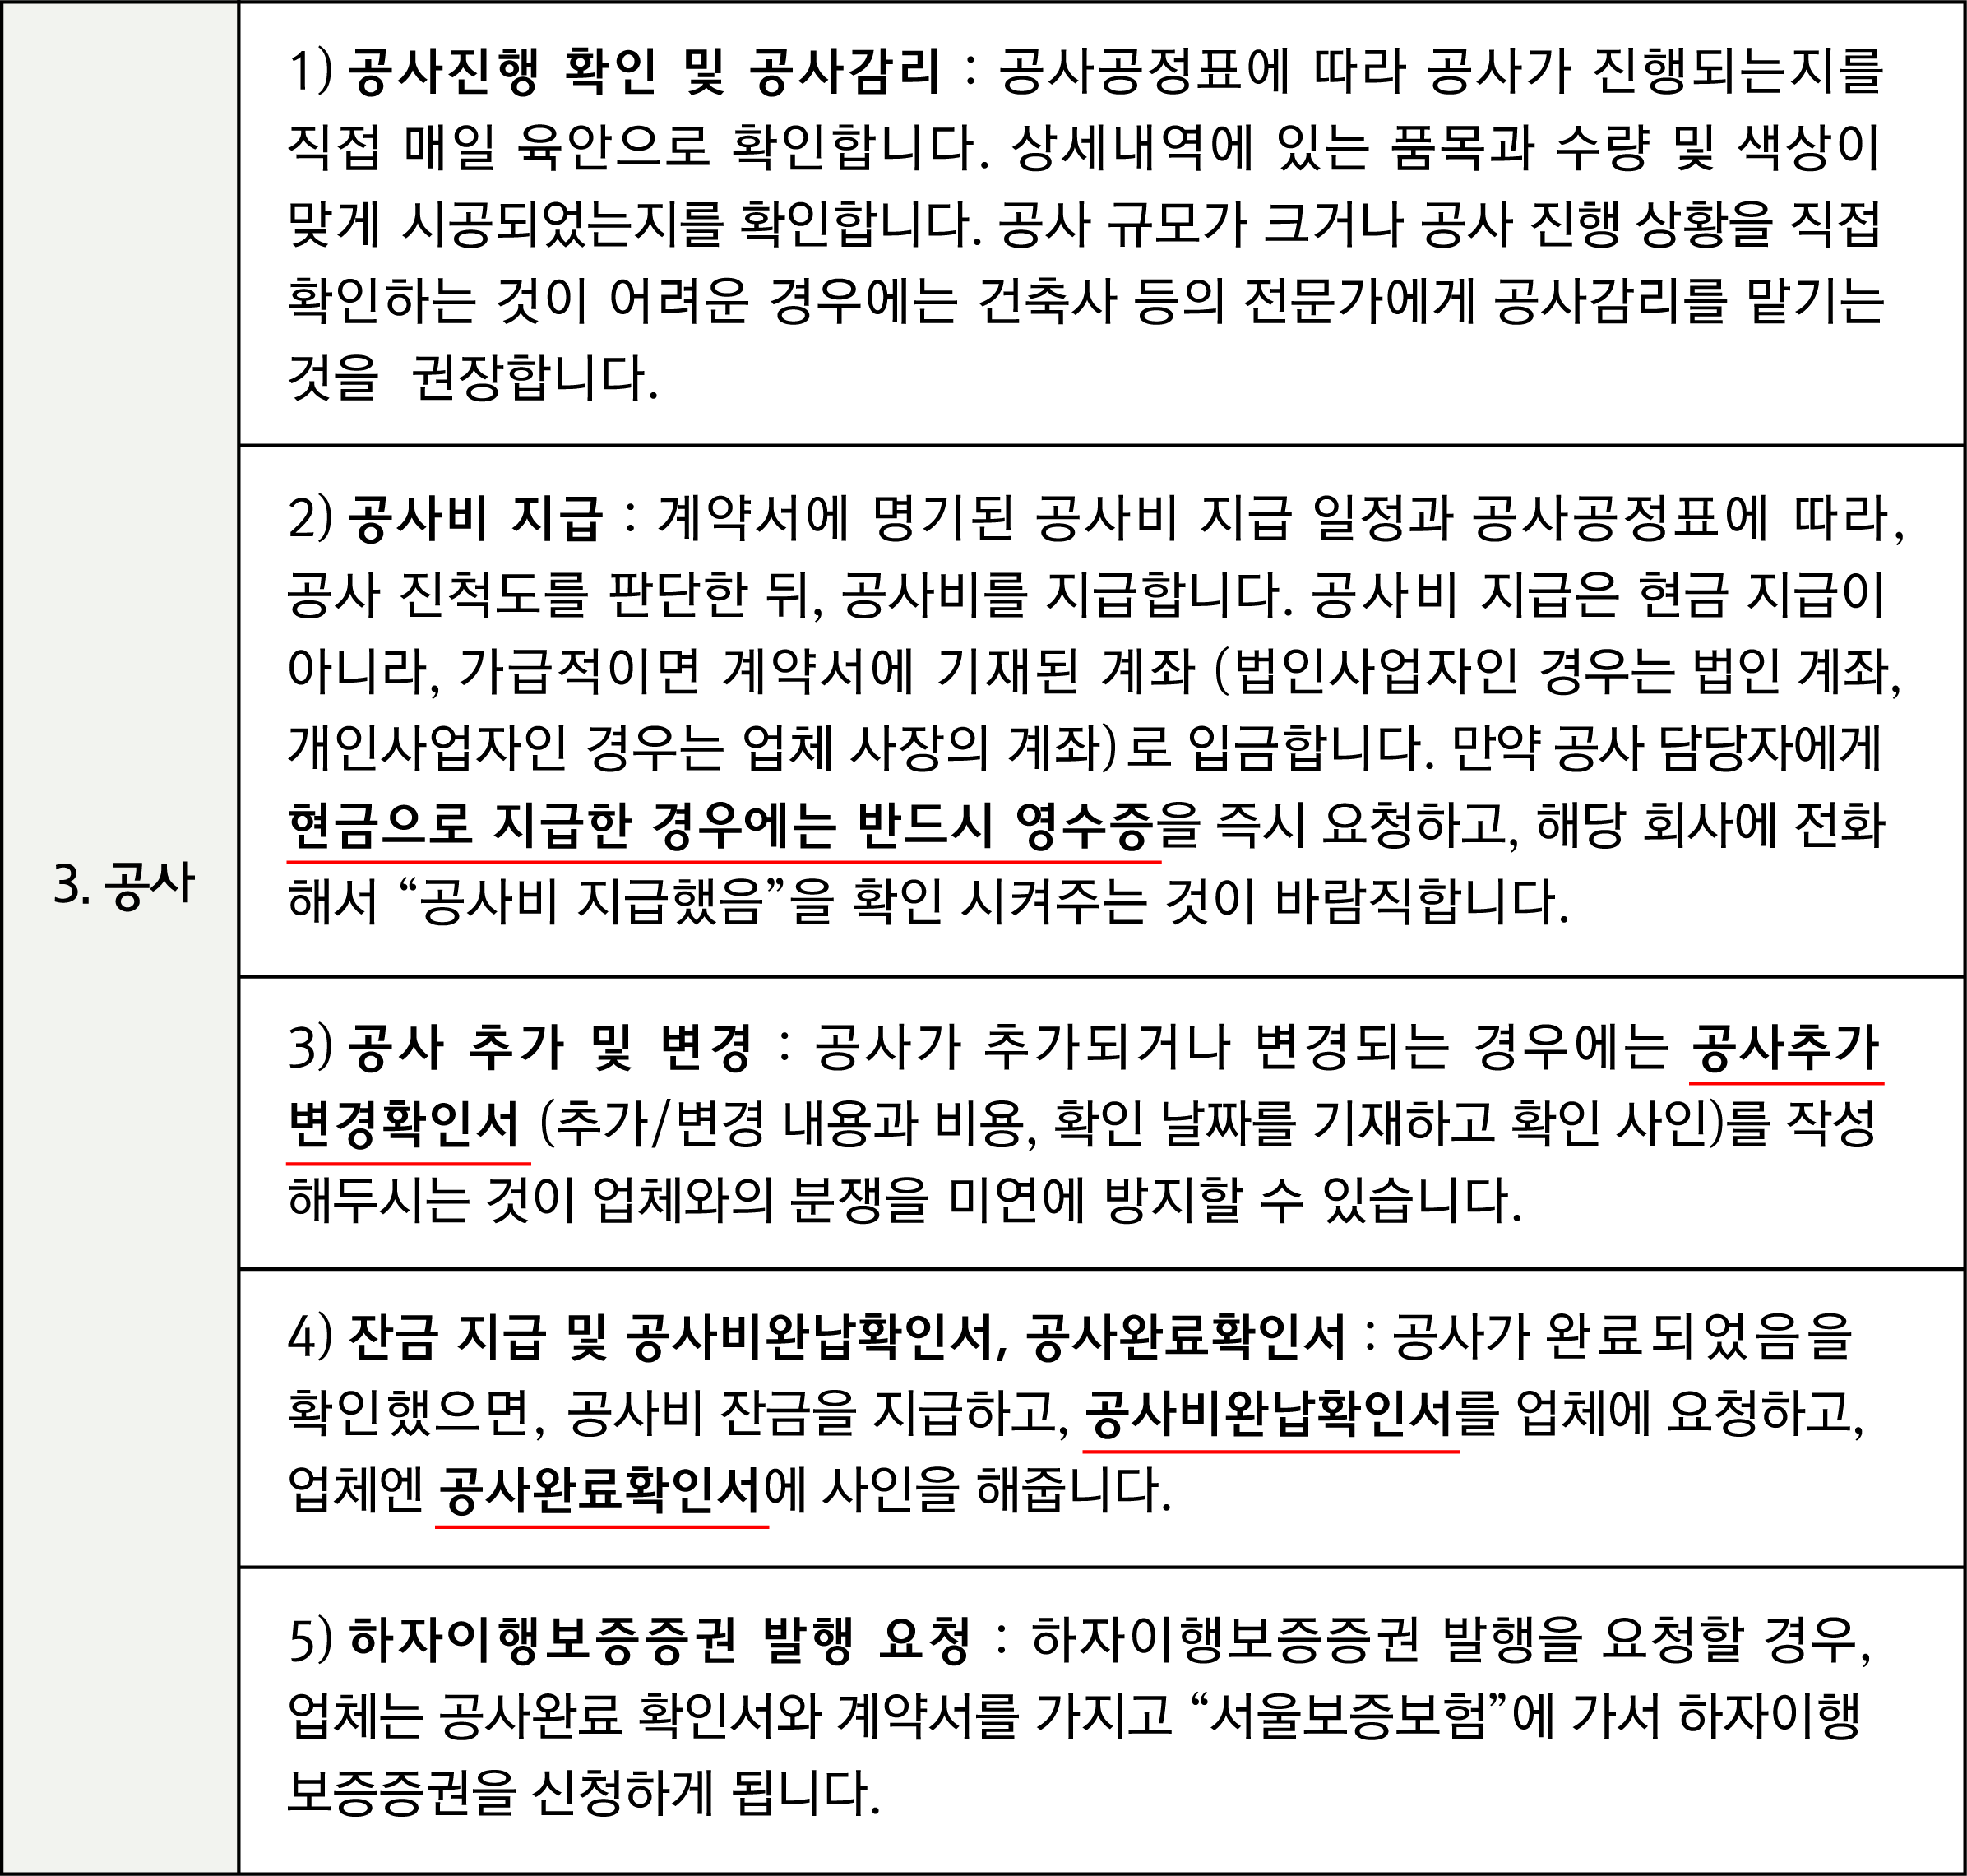 3. 공사
1) 공사진행 확인 및 공사감리 : 공사공정표에 따라 공사가 진행되는지를
직접 매일 육안으로 확인합니다. 상세내역에 있는 품목과 수량 및 색상이
맞게 시공되었는지를 확인합니다. 공사 규모가 크거나 공사 진행 상황을 직접
확인하는 것이 어려운 경우에는 건축사 등의 전문가에게 공사감리를 맡기는
것을 권장합니다.
2) 공사비 지급 : 계약서에 명기된 공사비 지급 일정과 공사공정표에 따라,
공사 진척도를 판단한 뒤, 공사비를 지급합니다. 공사비 지급은 현금 지급이
아니라, 가급적이면 계약서에 기재된 계좌 (법인사업자인 경우는 법인 계좌,
개인사업자인 경우는 업체 사장의 계좌)로 입금합니다. 만약 공사 담당자에게
현금으로 지급한 경우에는 반드시 영수증을 즉시 요청하고, 해당 회사에 전화
해서 “공사비 지급했음”을 확인 시켜주는 것이 바람직합니다.
3) 공사 추가 및 변경 : 공사가 추가되거나 변경되는 경우에는 공사추가
변경확인서 (추가/변경 내용과 비용, 확인 날짜를 기재하고 확인 사인)를 작성
해두시는 것이 업체와의 분쟁을 미연에 방지할 수 있습니다.
4) 잔금 지급 및 공사비완납확인서, 공사완료확인서 : 공사가 완료되었음을
확인했으면, 공사비 잔금을 지급하고, 공사비완납확인서를 업체에 요청하고,
업체엔 공사완료확인서에 사인을 해줍니다.
5) 하자이행보증증권 발행 요청 : 하자이행보증증권 발행을 요청할 경우,
업체는 공사완료 확인서와 계약서를 가지고 “서울보증보험”에 가서 하자이행
보증증권을 신청하게 됩니다.